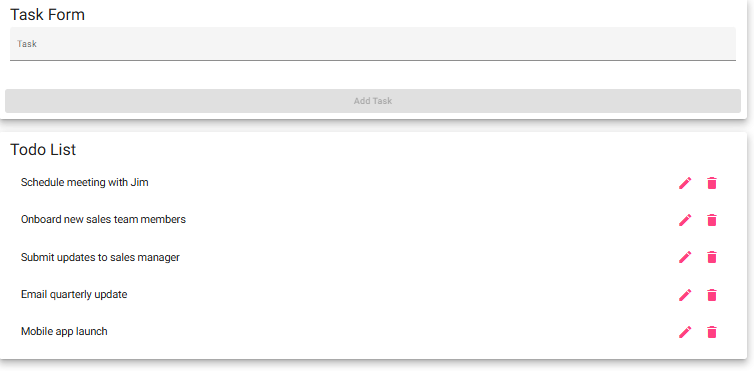 Task Form
Task
Add Task
Todo List
Schedule meeting with Jim
Onboard new sales team members
Submit updates to sales manager
Email quarterly update
Mobile app launch